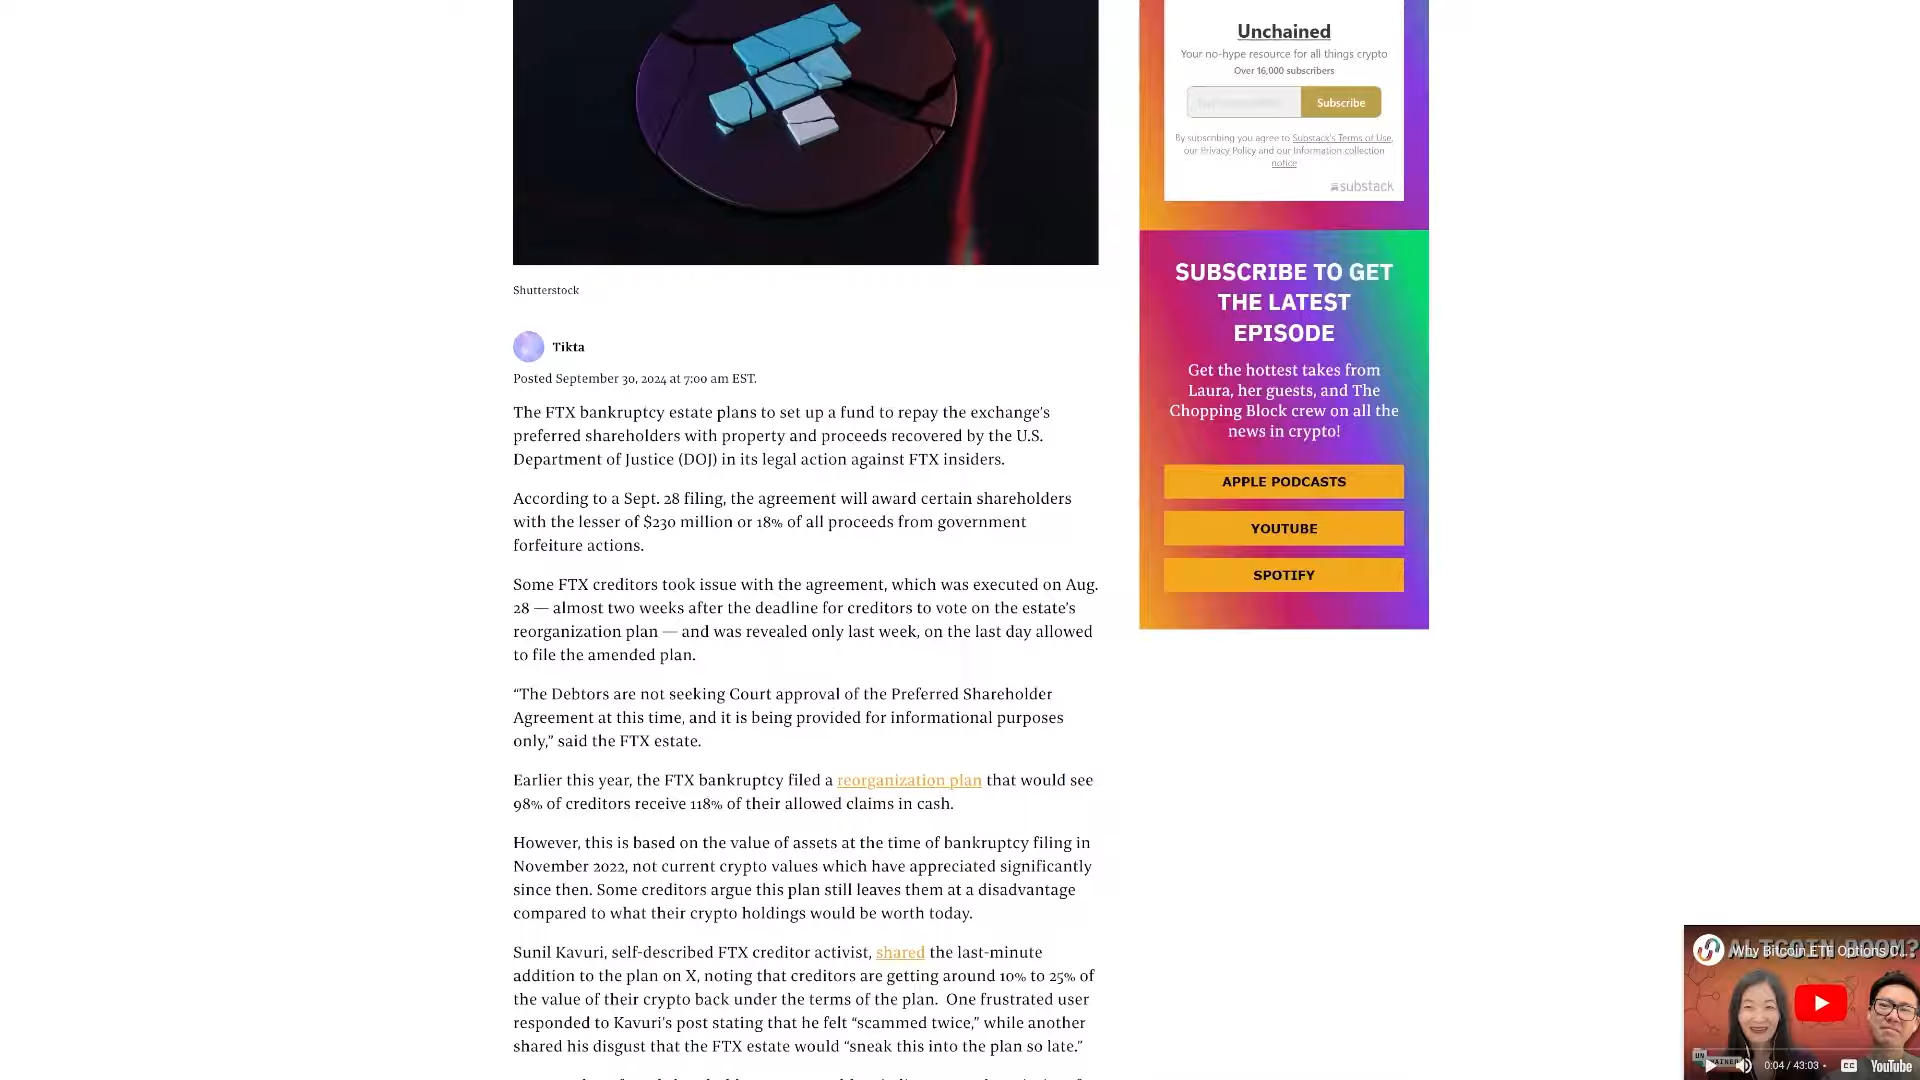 Shutterstock
Tikta
Posted September 30, 2024 at 7:00 am EST.
The FTX bankruptcy estate plans to set up a fund to repay the exchange's
preferred shareholders with property and proceeds recovered by the U.S.
Department of Justice (DOJ) in its legal action against FTX insiders.
According to a Sept. 28 filing, the agreement will award certain shareholders
with the lesser of $230 million or 18% of all proceeds from government
forfeiture actions.
Some FTX creditors took issue with the agreement, which was executed on Aug.
28 — almost two weeks after the deadline for creditors to vote on the estate's
reorganization plan — and was revealed only last week, on the last day allowed
to file the amended plan.
“The Debtors are not seeking Court approval of the Preferred Shareholder
Agreement at this time, and it is being provided for informational purposes
only,” said the FTX estate.
Earlier this year, the FTX bankruptcy filed a reorganization plan that would see
98% of creditors receive 118% of their allowed claims in cash.
However, this is based on the value of assets at the time of bankruptcy filing in
November 2022, not current crypto values which have appreciated significantly
since then. Some creditors argue this plan still leaves them at a disadvantage
compared to what their crypto holdings would be worth today.
Sunil Kavuri, self-described FTX creditor activist, shared the last-minute
addition to the plan on X, noting that creditors are getting around 10% to 25% of
the value of their crypto back under the terms of the plan. One frustrated user
responded to Kavuri's post stating that he felt “scammed twice,” while another
shared his disgust that the FTX estate would “sneak this into the plan so late.”
Unchained
Your no-hype resource for all things crypto
Over 16,000 subscribers
Subscribe
By subscribing you agree to Substack's Terms of Use,
our Privacy Policy and our Information collection
notice
substack
SUBSCRIBE TO GET
THE LATEST
EPISODE
Get the hottest takes from
Laura, her guests, and The
Chopping Block crew on all the
news in crypto!
APPLE PODCASTS
YOUTUBE
SPOTIFY
ALTCOIN BOOM?
Why Bitcoin ETF Options C...
0:04 / 43:03
CC
YouTube